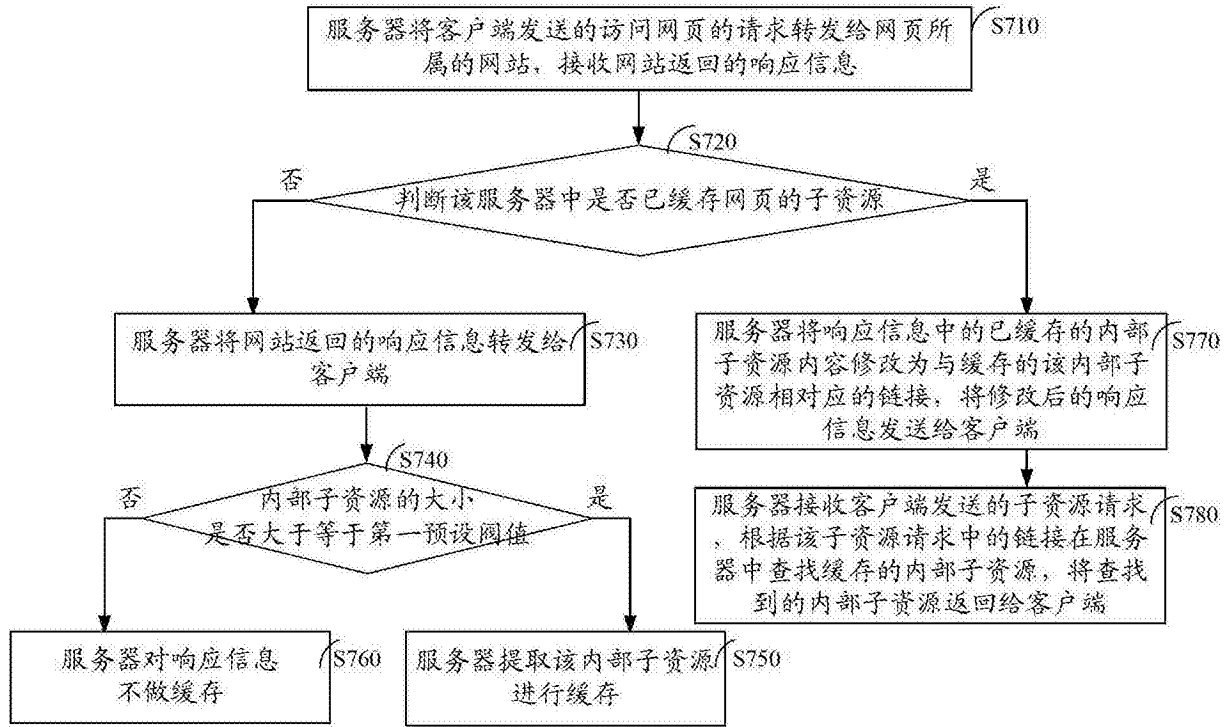 服务器将客户端发送的访问网页的请求转发给网页所
属的网站，接收网站返回的响应信息
S710
S720
否
判断该服务器中是否已缓存网页的子资源
是
服务器将网站返回的响应信息转发给
客户端
S730
服务器将响应信息中的已缓存的内部
子资源内容修改为与缓存的该内部子
资源相对应的链接，将修改后的响应
信息发送给客户端
S770
S740
否
内部子资源的大小
是否大于等于第一预设阀值
是
服务器接收客户端发送的子资源请求
，根据该子资源请求中的链接在服务
器中查找缓存的内部子资源，将查找
到的内部子资源返回给客户端
S780
服务器对响应信息
不做缓存
S760
服务器提取该内部子资源
进行缓存
S750